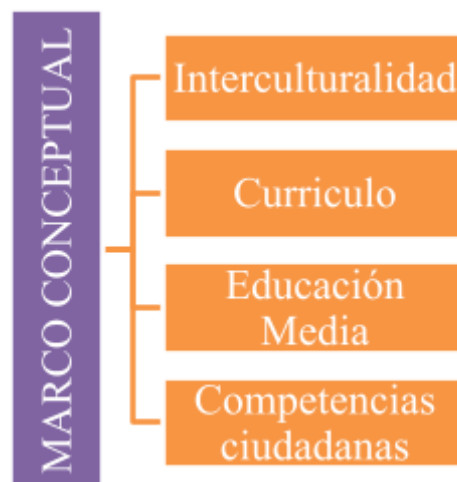 MARCO CONCEPTUAL
Interculturalidad
Curriculo
Educación
Media
Competencias
ciudadanas